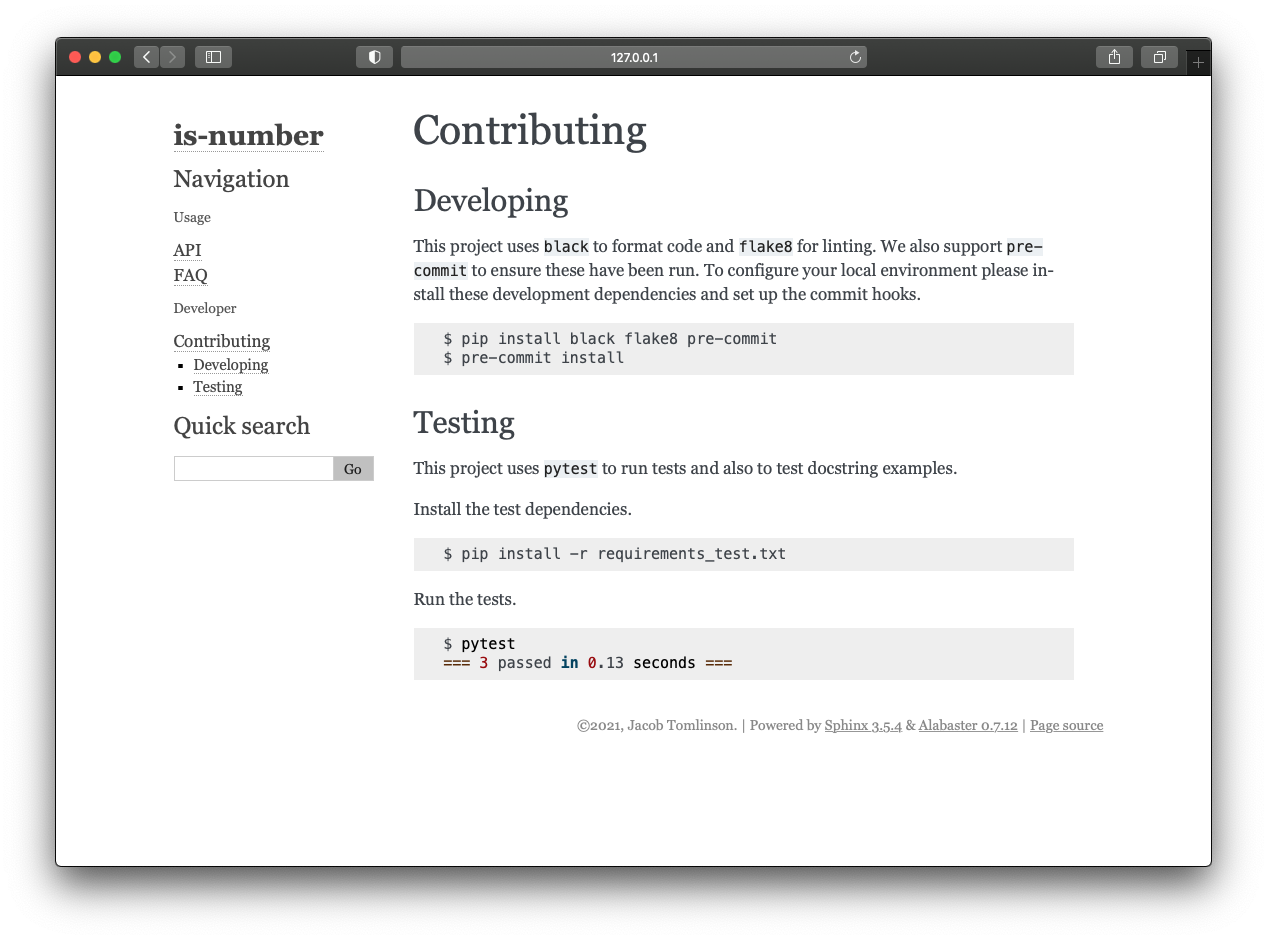 127.0.0.1
is-number
Navigation
Usage
API
FAQ
Developer
Contributing
Developing
Testing
Quick search
Go
Contributing
Developing
This project uses black to format code and flake8 for linting. We also support pre-
commit to ensure these have been run. To configure your local environment please in-
stall these development dependencies and set up the commit hooks.
$ pip install black flake8 pre-commit
$ pre-commit install
Testing
This project uses pytest to run tests and also to test docstring examples.
Install the test dependencies.
$ pip install -r requirements_test.txt
Run the tests.
$ pytest
=== 3 passed in 0.13 seconds ===
©2021, Jacob Tomlinson. | Powered by Sphinx 3.5.4 & Alabaster 0.7.12 | Page source